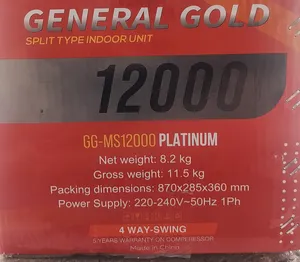 GENERAL GOLD
SPLIT TYPE INDOOR UNIT
12000
GG-MS12000 PLATINUM
Net weight: 8.2 kg
Gross weight: 11.5 kg
Packing dimensions: 870x285x360 mm
Power Supply: 220-240V~50Hz 1Ph
4 WAY-SWING
5 YEARS WARRANTY ON COMPRESSOR
Made in China